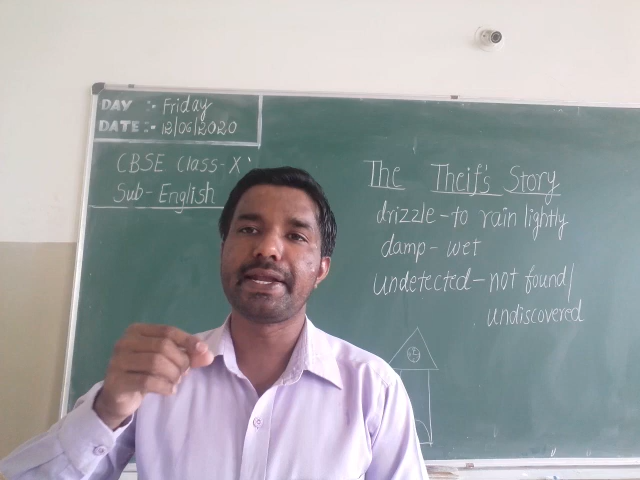 DAY :- Friday
DATE :- 12/06/2020
CBSE Class-X
Sub- English
The Theif's Story
drizzle - to rain lightly
damp - wet
undetected - not found/
undiscovered